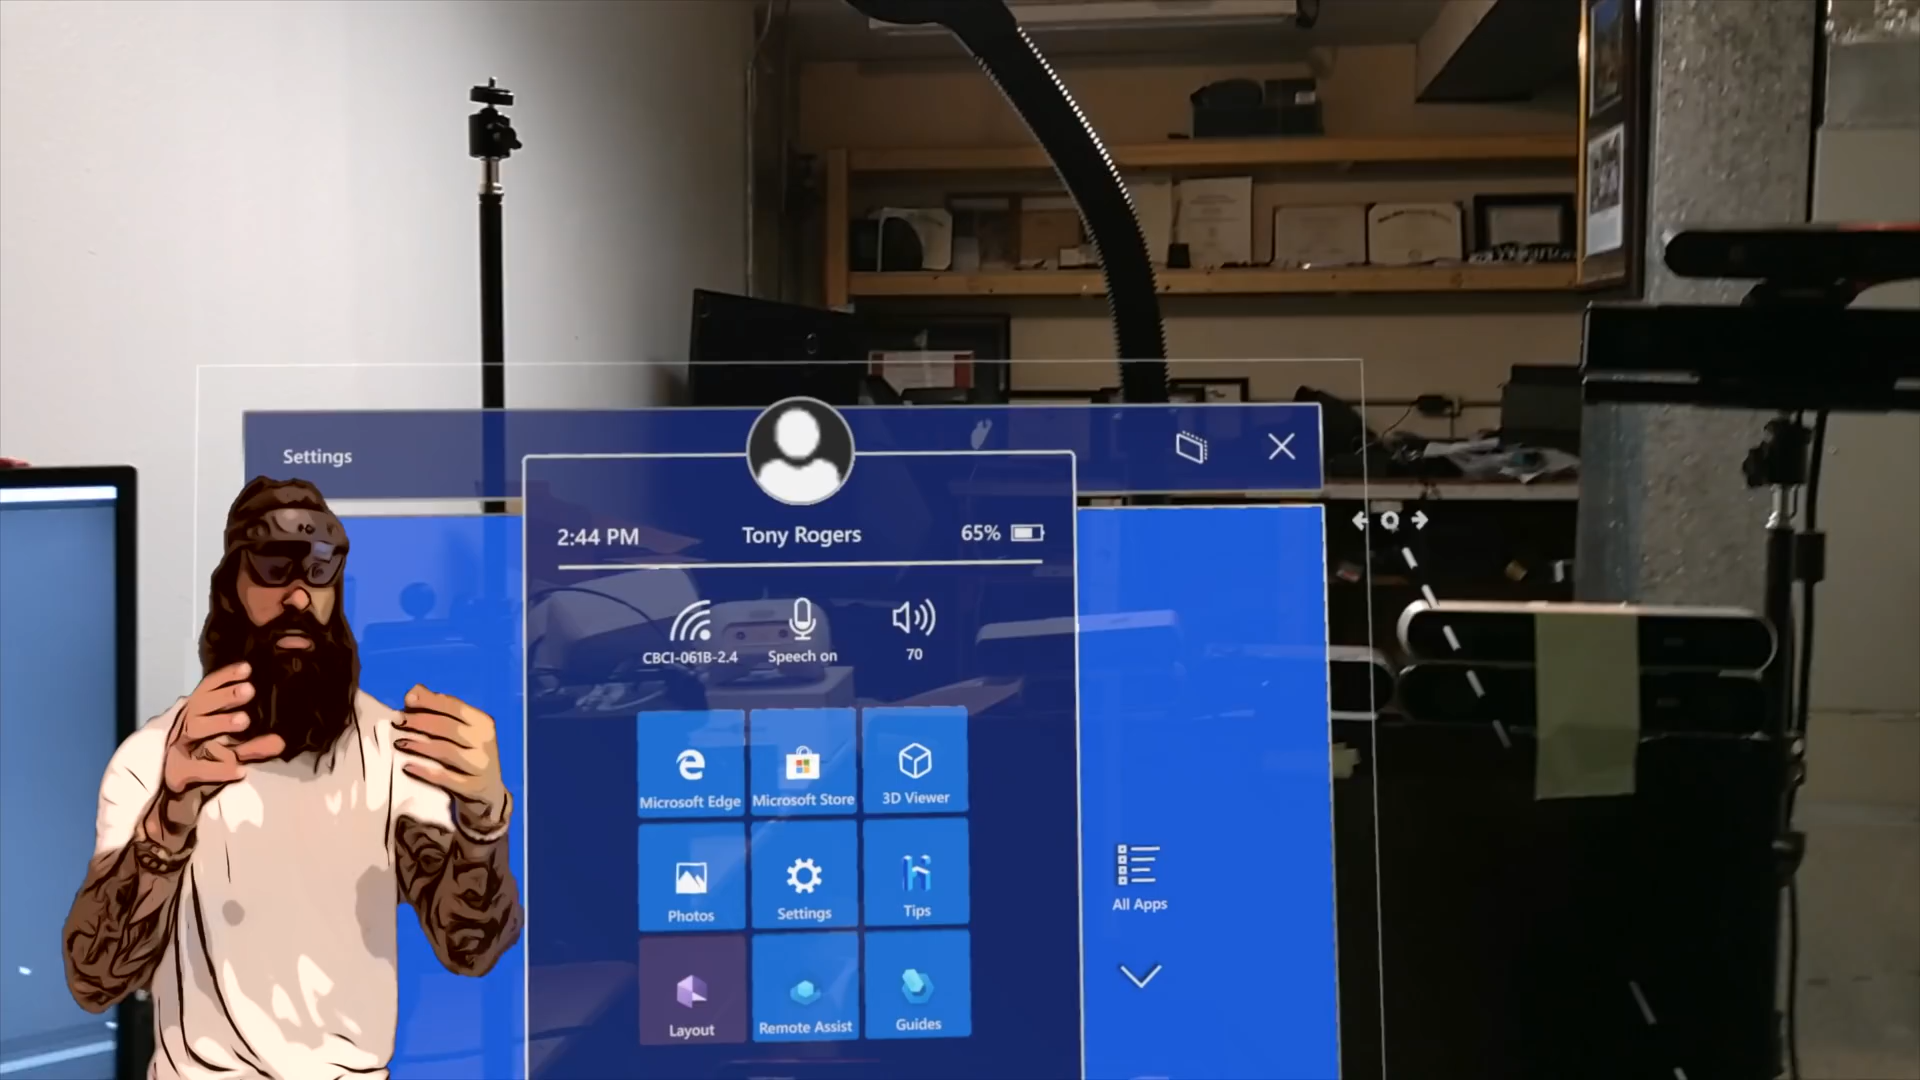 Settings
2:44 PM
Tony Rogers
65%
CBCI-061B-2.4
Speech on
70
Microsoft Edge
Microsoft Store
3D Viewer
Photos
Settings
Tips
All Apps
Layout
Remote Assist
Guides